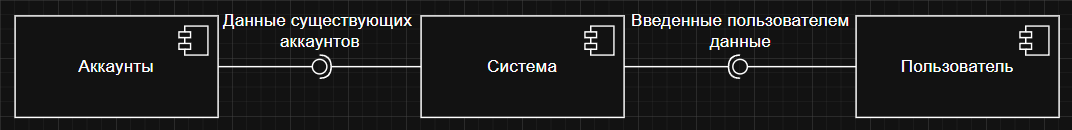 Данные существующих
аккаунтов
Введенные пользователем
данные
Аккаунты
Система
Пользователь